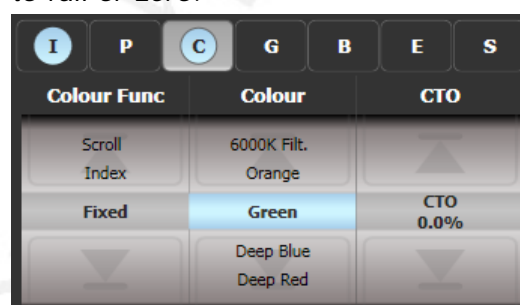 I P C G B E S
Colour Func Colour CTO
Scroll 6000K Filt.
Index Orange
Fixed Green CTO
0.0%
Deep Blue
Deep Red